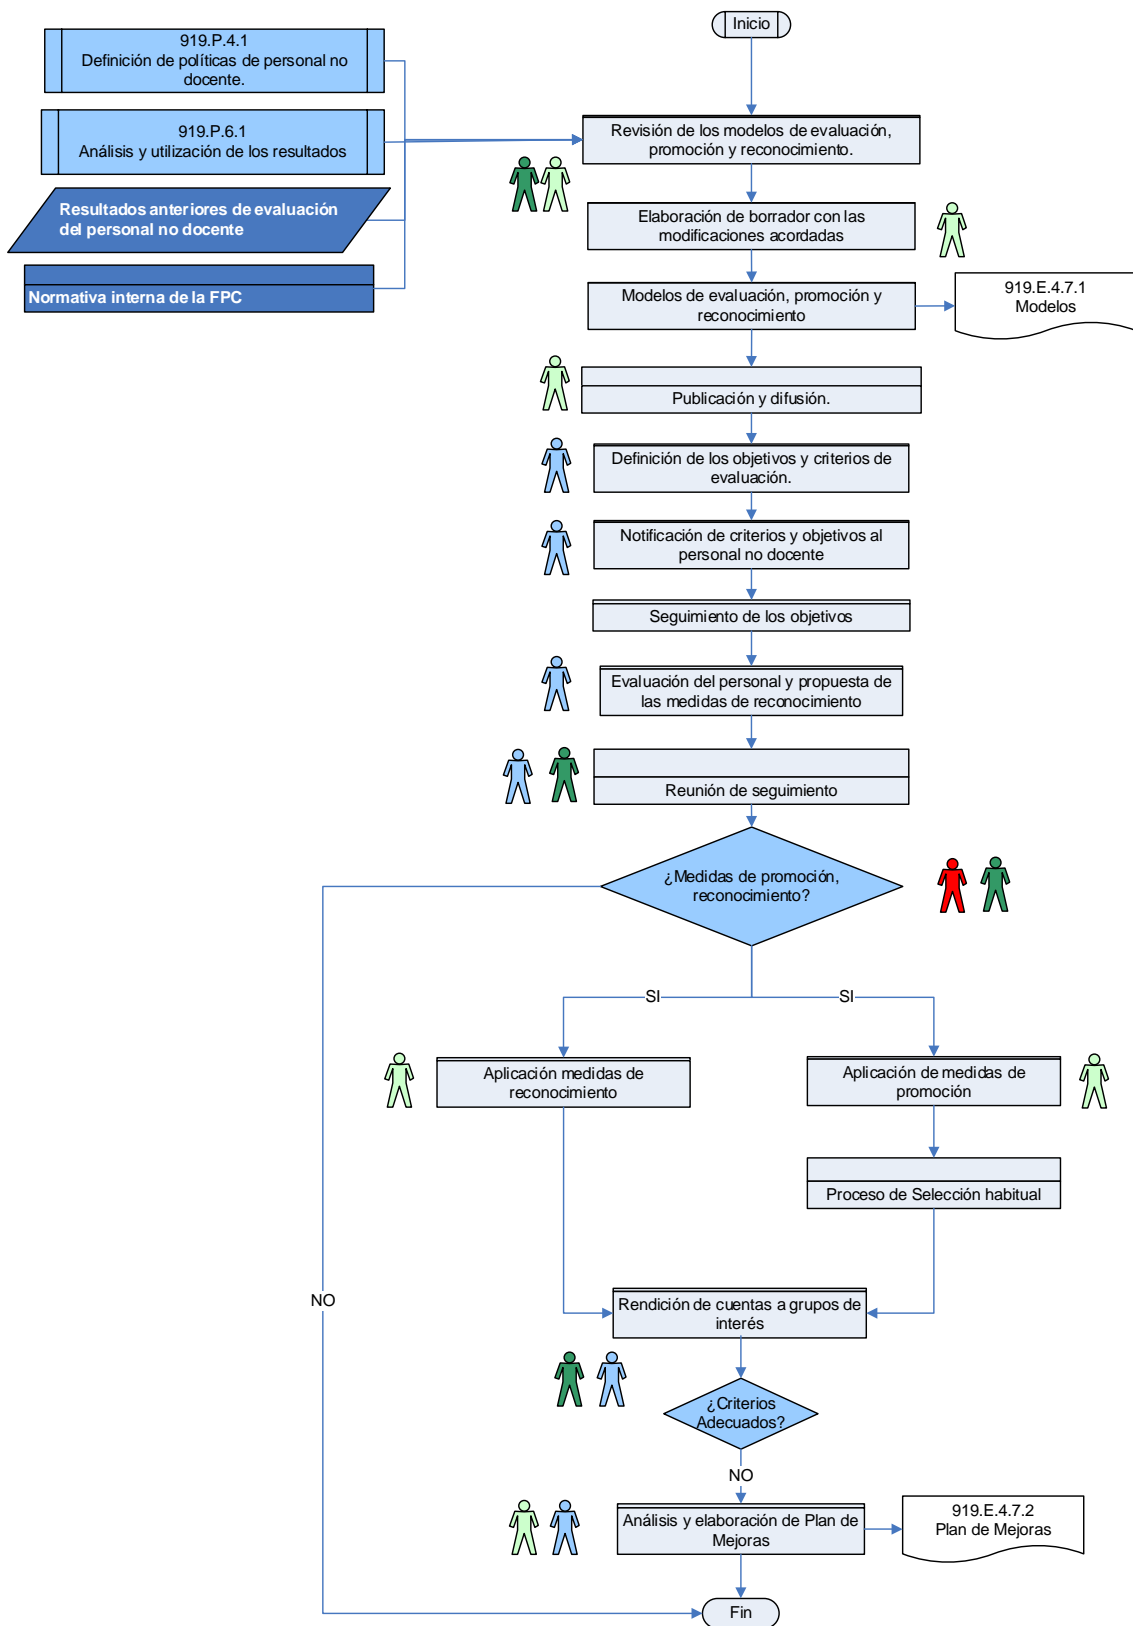 Inicio
919.P.4.1
Definición de políticas de personal no
docente.
919.P.6.1
Análisis y utilización de los resultados
Resultados anteriores de evaluación
del personal no docente
Normativa interna de la FPC
Revisión de los modelos de evaluación,
promoción y reconocimiento.
Elaboración de borrador con las
modificaciones acordadas
Modelos de evaluación, promoción y
reconocimiento
919.E.4.7.1
Modelos
Publicación y difusión.
Definición de los objetivos y criterios de
evaluación.
Notificación de criterios y objetivos al
personal no docente
Seguimiento de los objetivos
Evaluación del personal y propuesta de
las medidas de reconocimiento
Reunión de seguimiento
¿Medidas de promoción,
reconocimiento?
SI
SI
Aplicación medidas de
reconocimiento
Aplicación de medidas de
promoción
Proceso de Selección habitual
NO
Rendición de cuentas a grupos de
interés
¿Criterios
Adecuados?
NO
Análisis y elaboración de Plan de
Mejoras
919.E.4.7.2
Plan de Mejoras
Fin